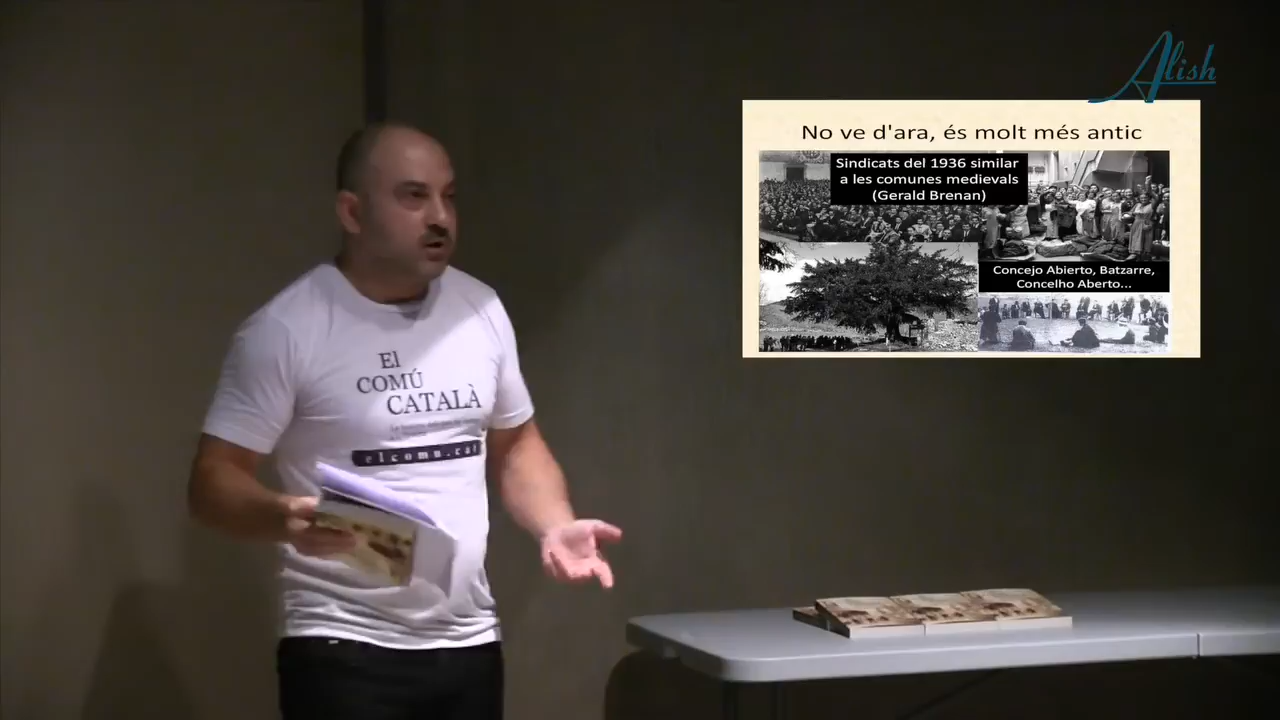 Alish
No ve d'ara, és molt més antic
Sindicats del 1936 similar
a les comunes medievals
(Gerald Brenan)
Concejo Abierto, Batzarre,
Concelho Aberto...
El
COMÚ
CATALÀ
elcomu.cat